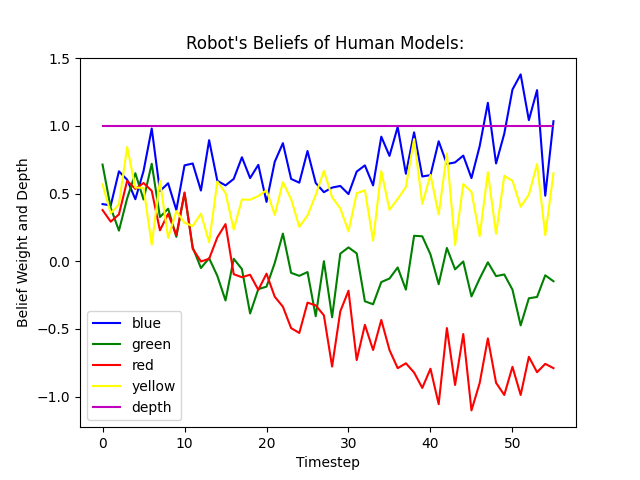 Robot's Beliefs of Human Models:
1.5
1.0
0.5
0.0
−0.5
−1.0
Belief Weight and Depth
blue
green
red
yellow
depth
0 10 20 30 40 50
Timestep